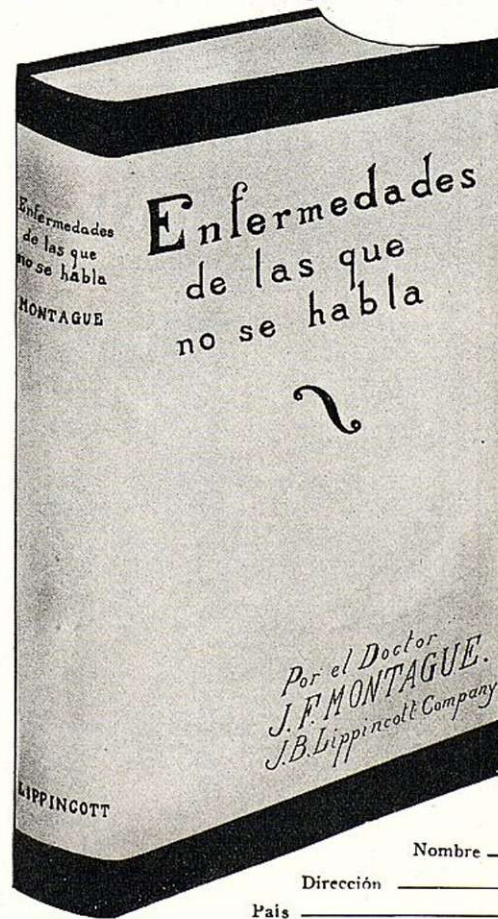 Enfermedades
de las que
no se habla
MONTAGUE
LIPPINCOTT
Enfermedades
de las que
no se habla
Por el Doctor
J.F. MONTAGUE.
J.B. Lippincott Company
Nombre
Dirección
País